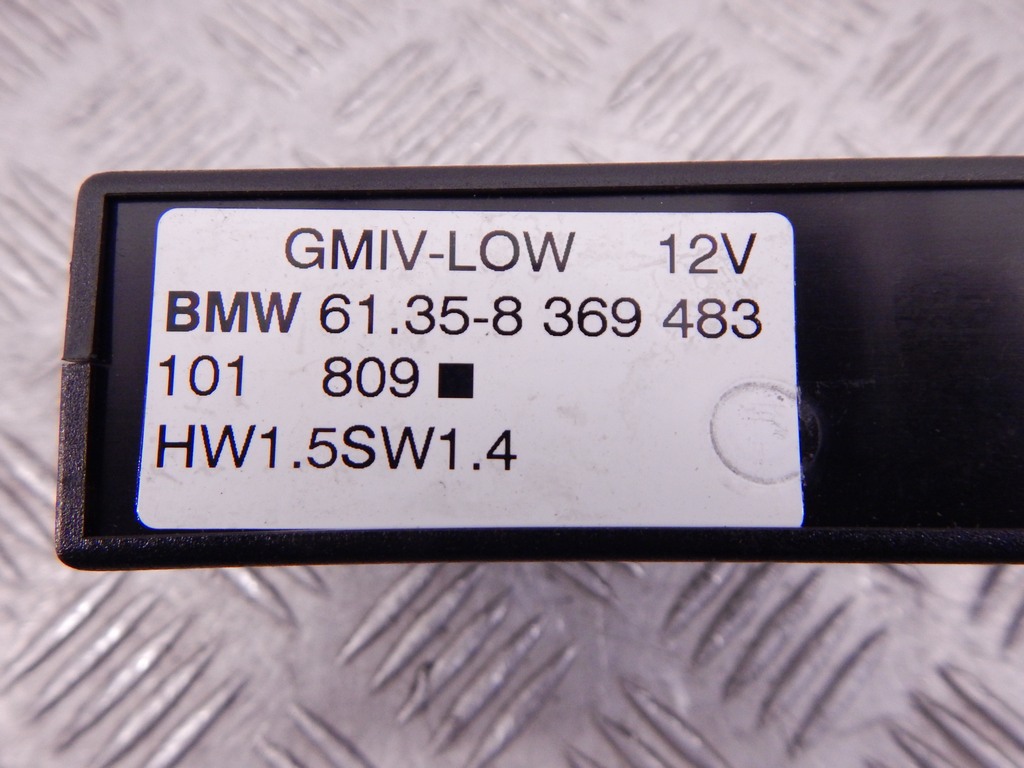 GMIV-LOW 12V
BMW 61.35-8 369 483
101 809 ■
HW1.5SW1.4